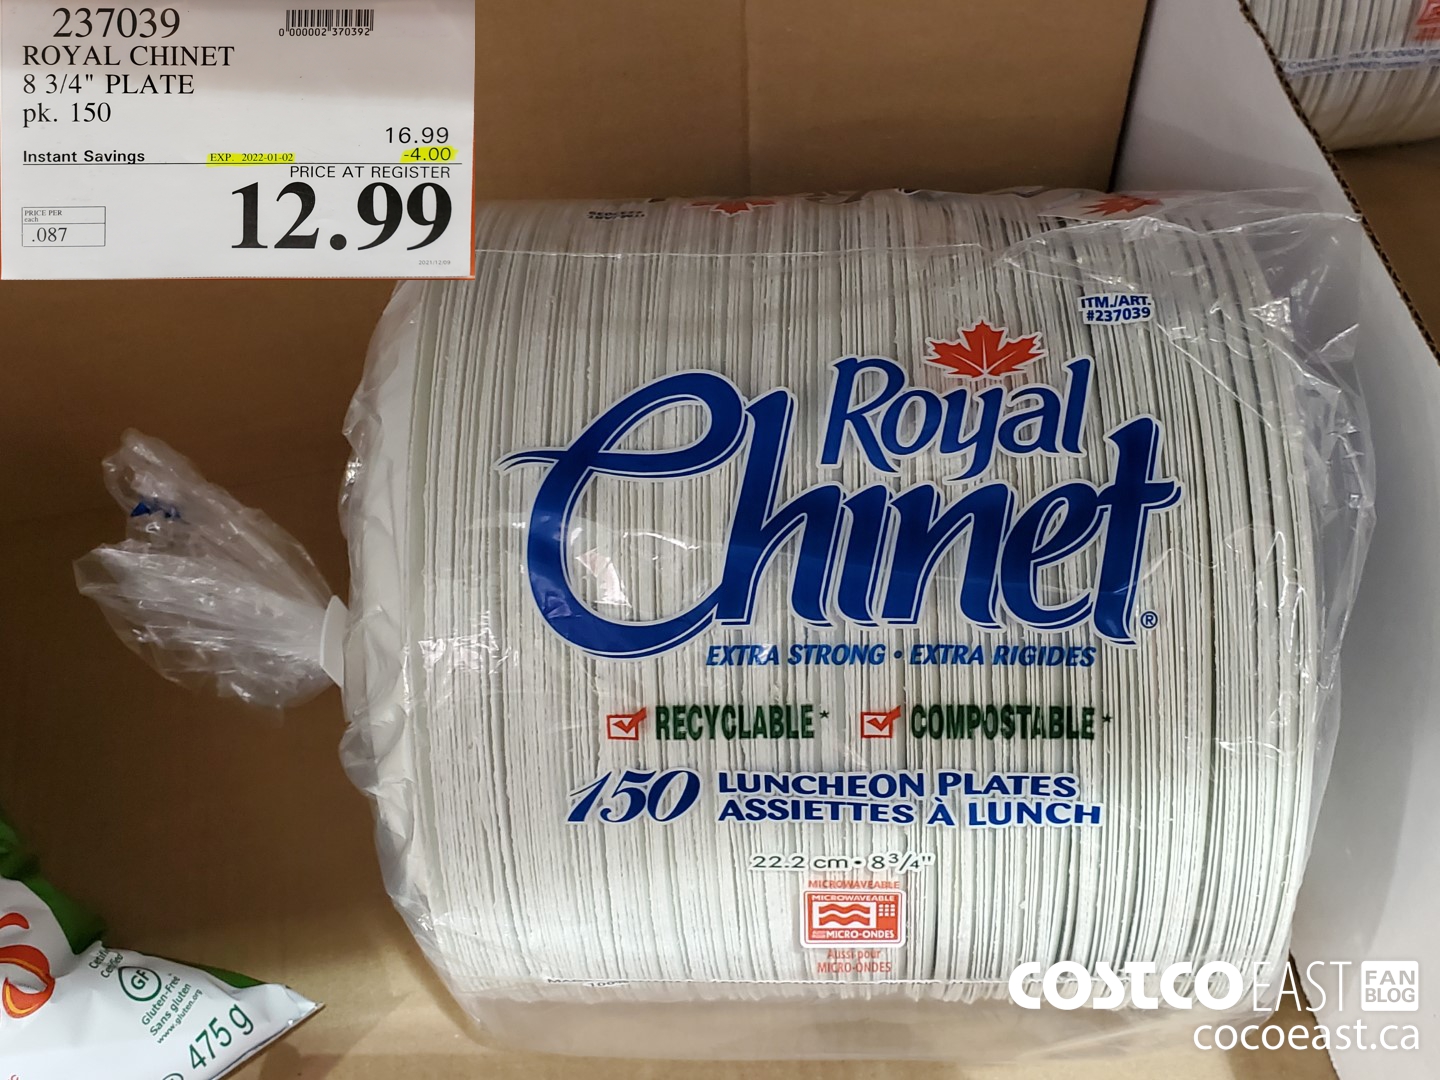 237039
0"000002"370392"
ROYAL CHINET
8 3/4" PLATE
pk. 150
16.99
Instant Savings
EXP. 2022-01-02
-4.00
PRICE AT REGISTER
12.99
PRICE PER
each
.087
2021/12/09
ITM./ART.
#237039
Royal
Chinet®
EXTRA STRONG • EXTRA RIGIDES
RECYCLABLE* COMPOSTABLE*
150 LUNCHEON PLATES
ASSIETTES À LUNCH
22.2 cm • 8 3/4"
MICROWAVEABLE
MICROWAVEABLE
MICRO-ONDES
Aussi pour
MICRO-ONDES
GF
Gluten-Free
Sans gluten
www.gluten.org
475 g
COSTCO EAST FAN
BLOG
cocoeast.ca